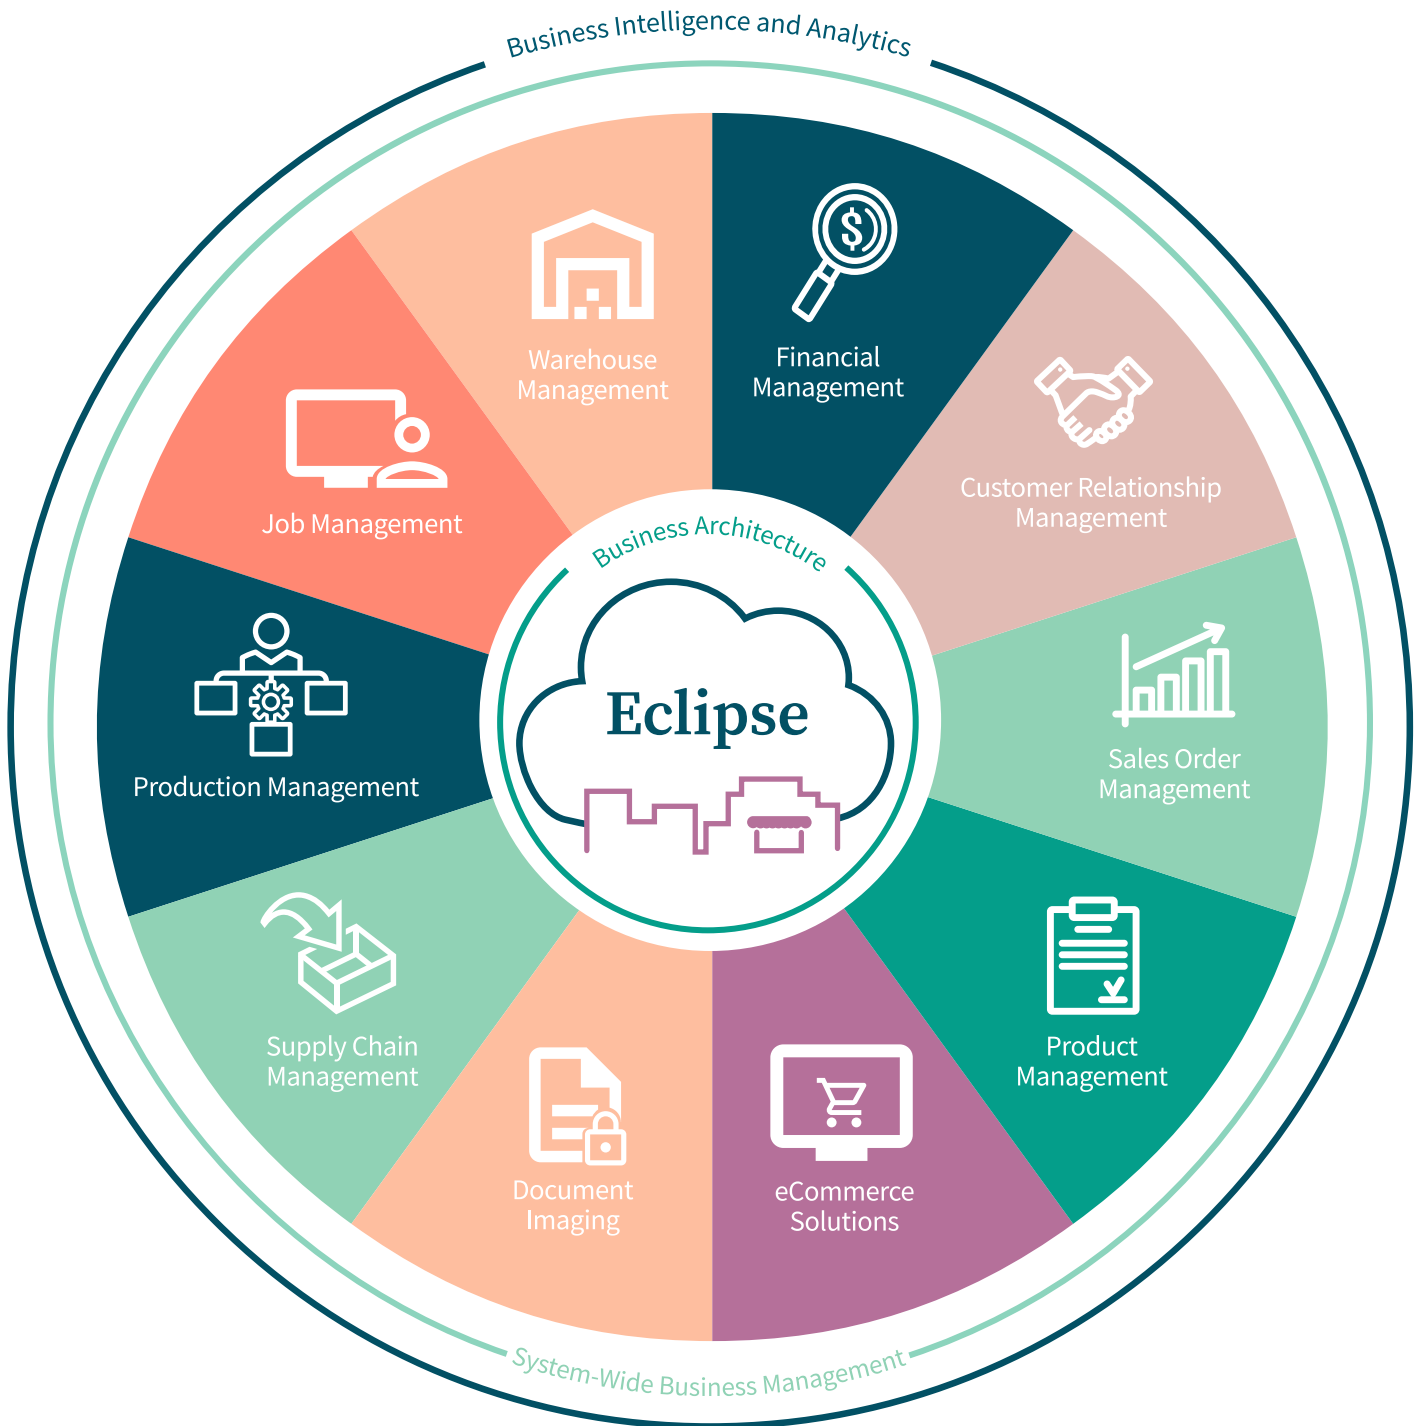 Business Intelligence and Analytics
Warehouse
Management
Financial
Management
Customer Relationship
Management
Job Management
Business Architecture
Eclipse
Sales Order
Management
Production Management
Product
Management
Supply Chain
Management
eCommerce
Solutions
Document
Imaging
System-Wide Business Management
$